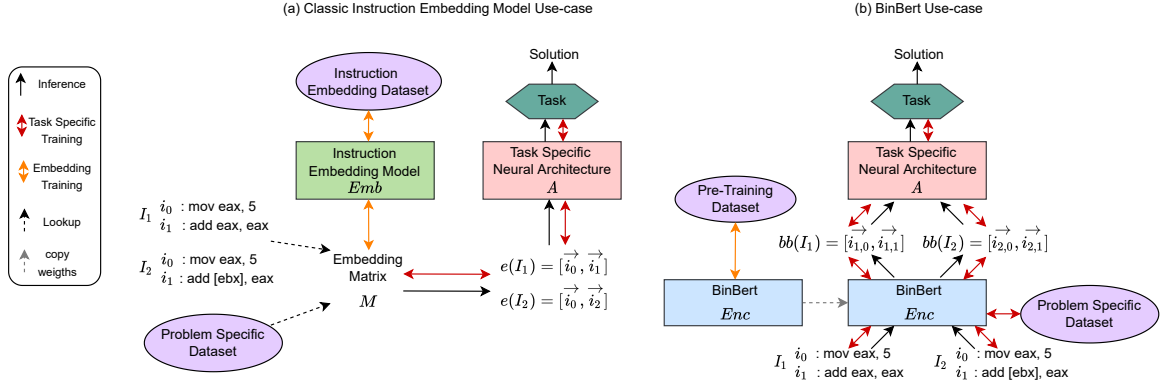 (a) Classic Instruction Embedding Model Use-case
(b) BinBert Use-case
Inference
Task Specific
Training
Embedding
Training
Lookup
copy
weigths
Instruction
Embedding Dataset
Instruction
Embedding Model
Emb
I₁ i₀ : mov eax, 5
i₁ : add eax, eax
I₂ i₀ : mov eax, 5
i₁ : add [ebx], eax
Problem Specific
Dataset
Embedding
Matrix
M
Solution
Task
Task Specific
Neural Architecture
A
e(I₁) = [i₀→, i₁→]
e(I₂) = [i₀→, i₂→]
Solution
Task
Task Specific
Neural Architecture
A
Pre-Training
Dataset
bb(I₁) = [i₁,₀→, i₁,₁→]
bb(I₂) = [i₂,₀→, i₂,₁→]
BinBert
Enc
BinBert
Enc
Problem Specific
Dataset
I₁ i₀ : mov eax, 5
i₁ : add eax, eax
I₂ i₀ : mov eax, 5
i₁ : add [ebx], eax